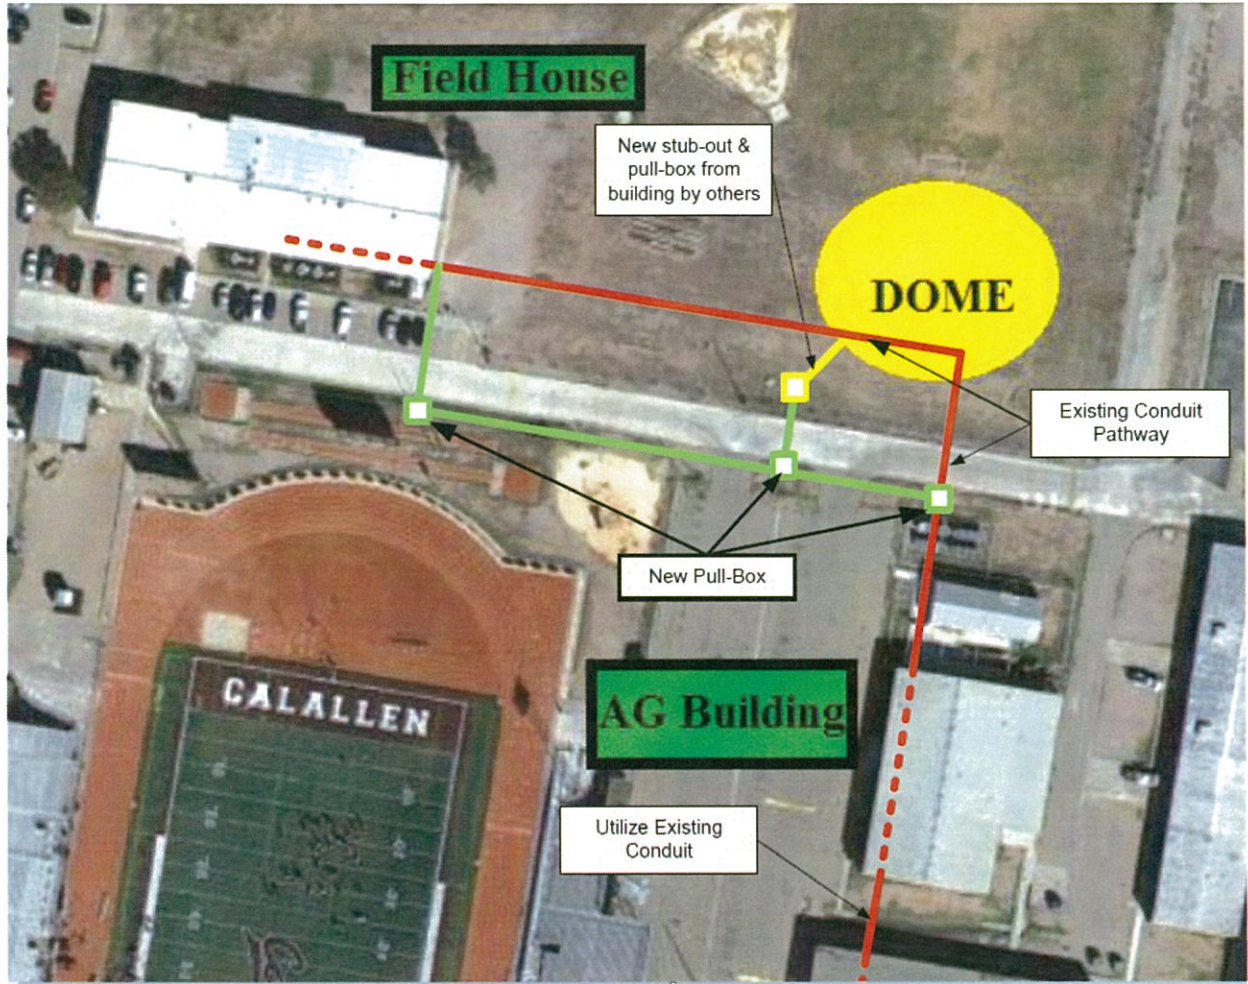 Field House
New stub-out &
pull-box from
building by others
DOME
Existing Conduit
Pathway
New Pull-Box
CALALLEN
AG Building
Utilize Existing
Conduit